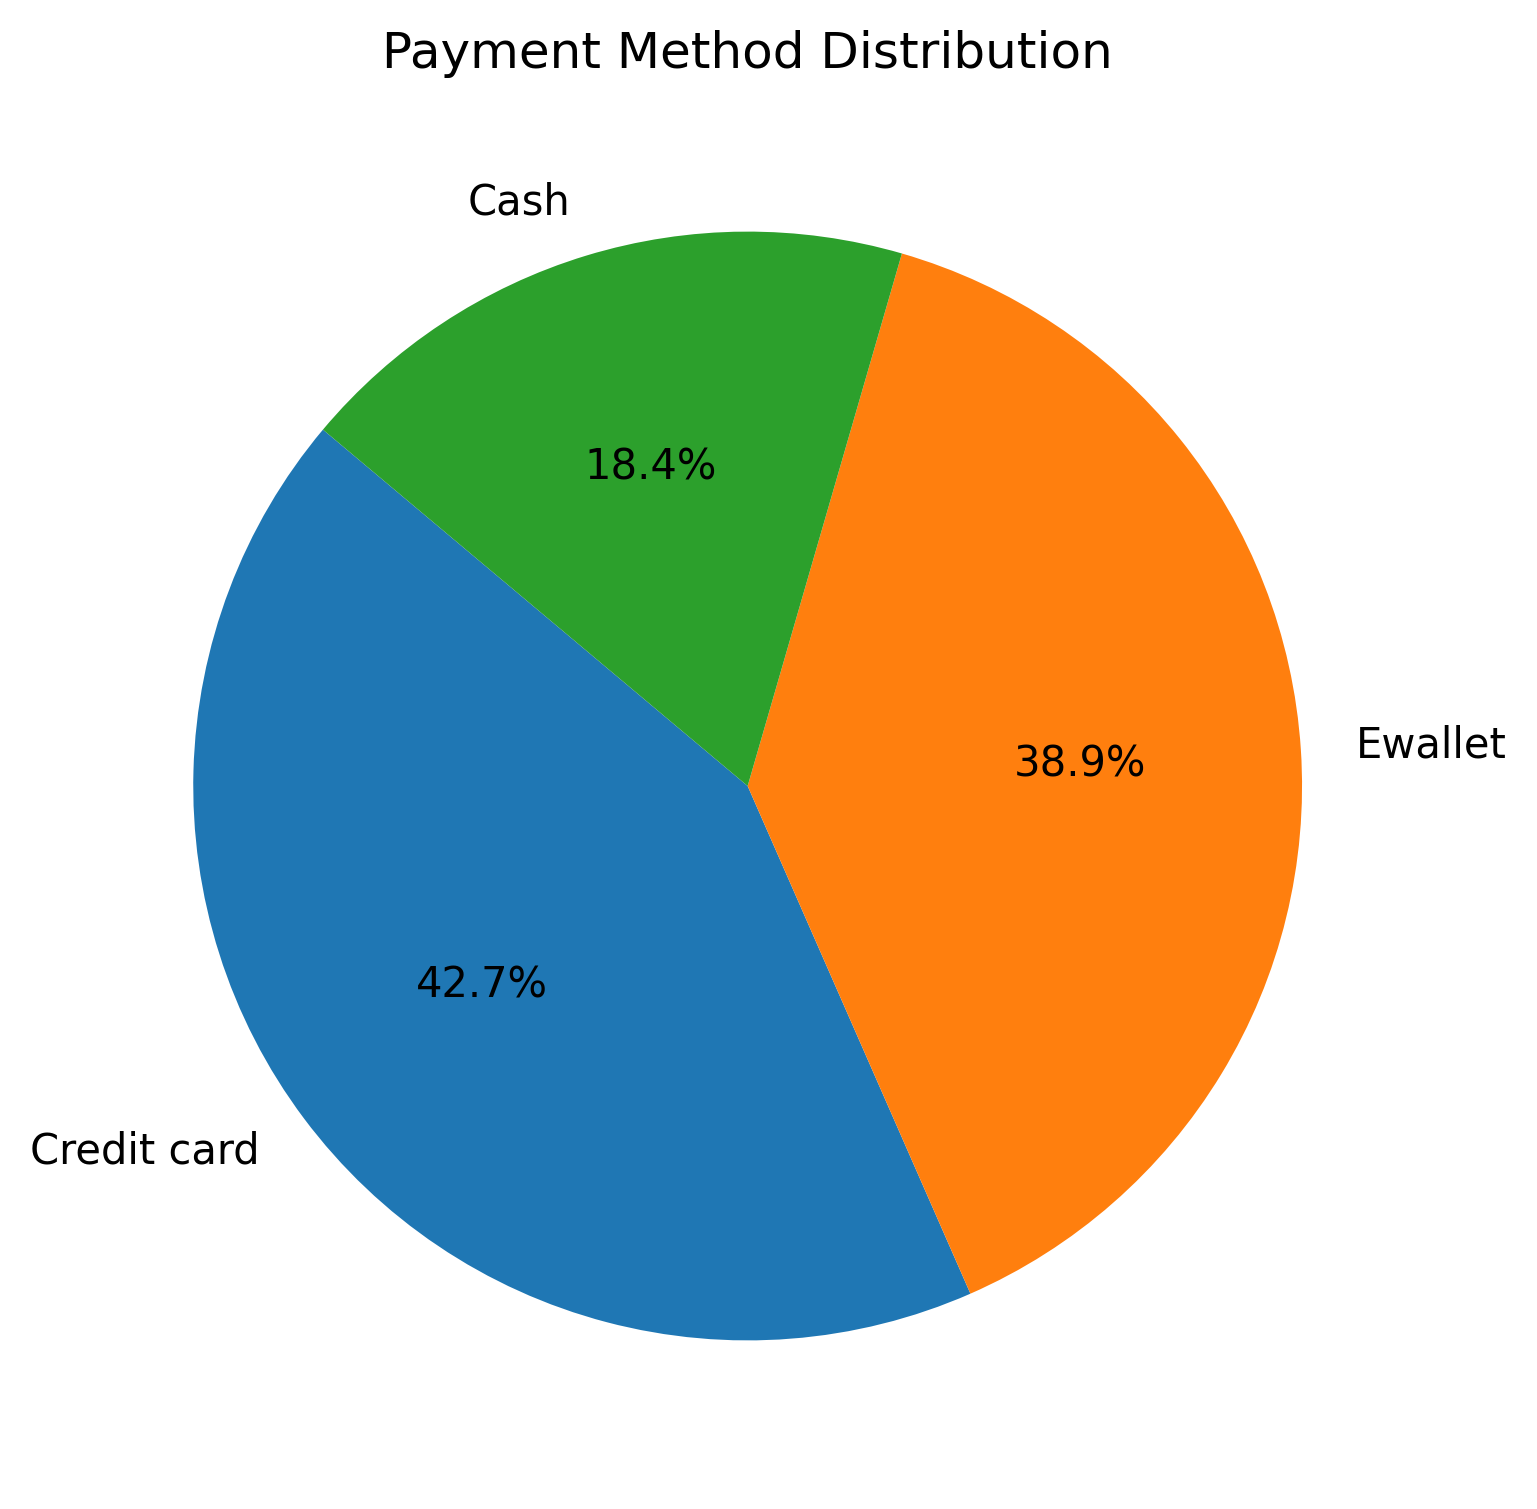 Payment Method Distribution
Cash
18.4%
Ewallet
38.9%
42.7%
Credit card